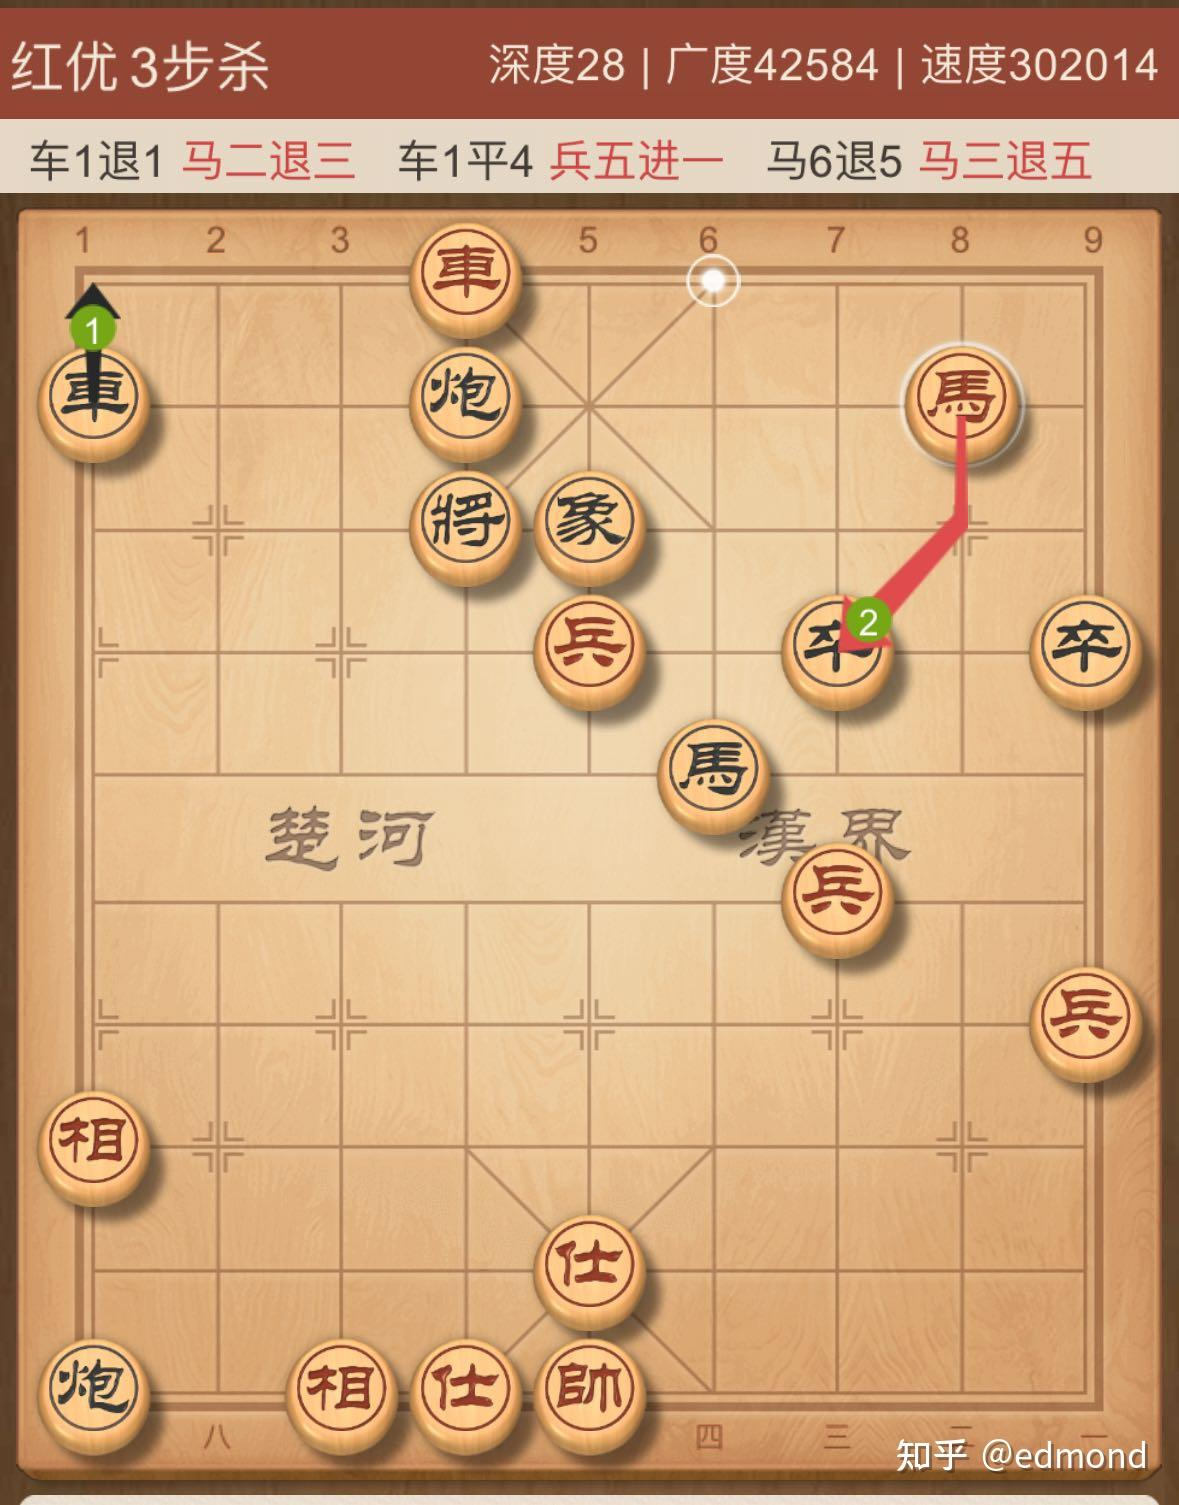 红优 3步杀 深度28 | 广度42584 | 速度302014
车1退1 马二退三 车1平4 兵五进一 马6退5 马三退五
1 2 3 車 5 6 7 8 9
1
車 炮 馬
將 象
兵 卒 2 卒
馬
楚河 漢界
兵
兵
相
仕
炮 相 仕 帥
八 四 三 二 一
知乎 @edmond